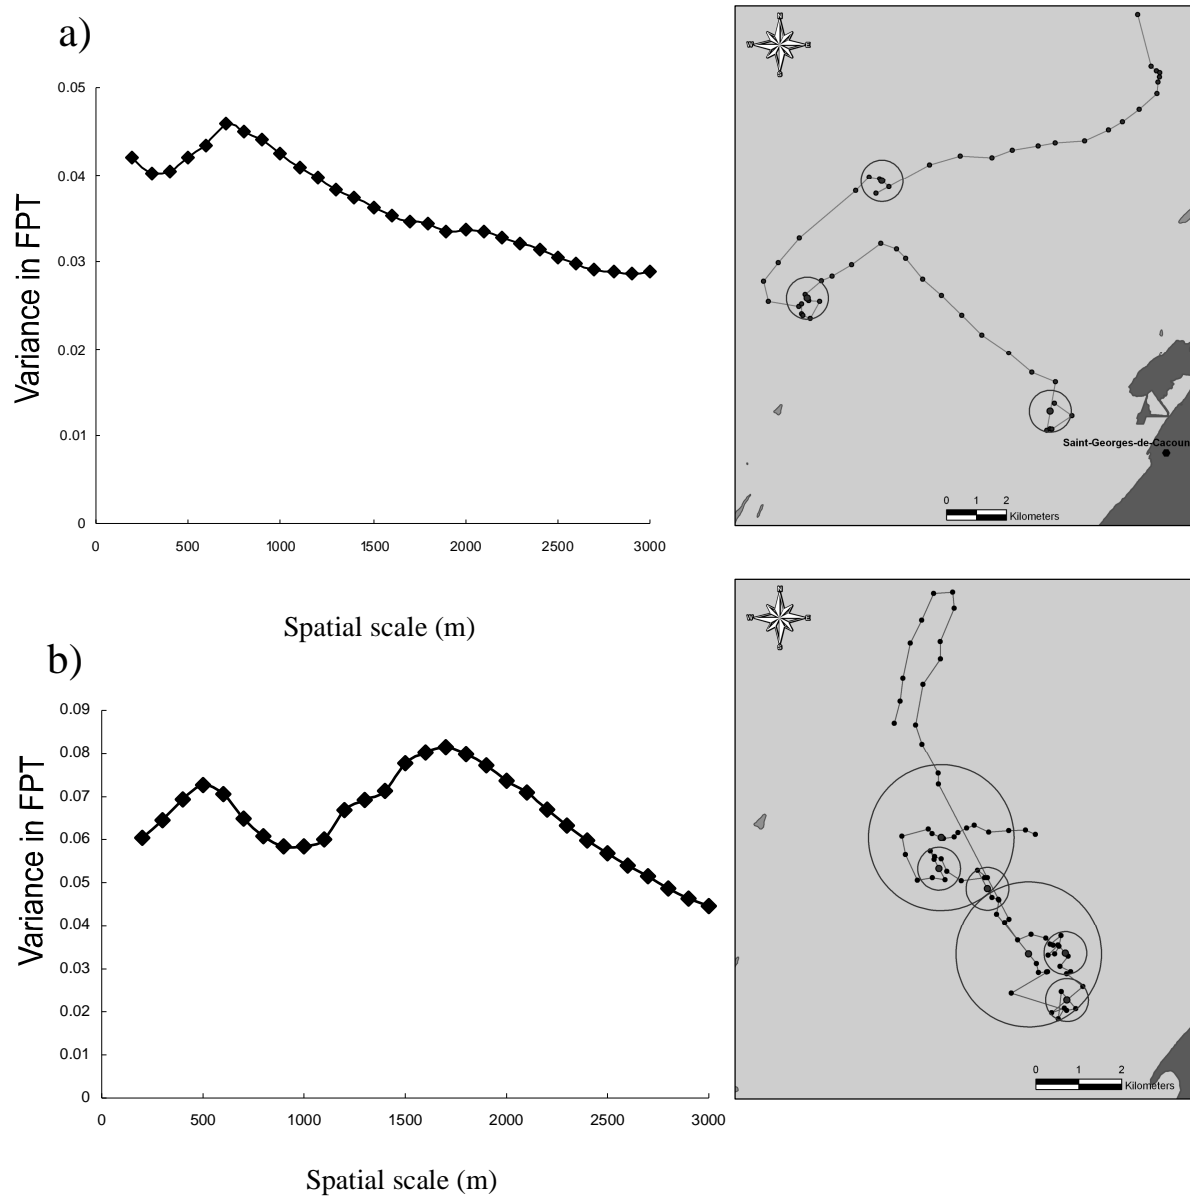 a)
Variance in FPT
0.05
0.04
0.03
0.02
0.01
0
0 500 1000 1500 2000 2500 3000
Spatial scale (m)
N
W E
S
Saint-Georges-de-Cacoun
0 1 2
Kilometers
b)
Variance in FPT
0.09
0.08
0.07
0.06
0.05
0.04
0.03
0.02
0.01
0
0 500 1000 1500 2000 2500 3000
Spatial scale (m)
N
W E
S
0 1 2
Kilometers